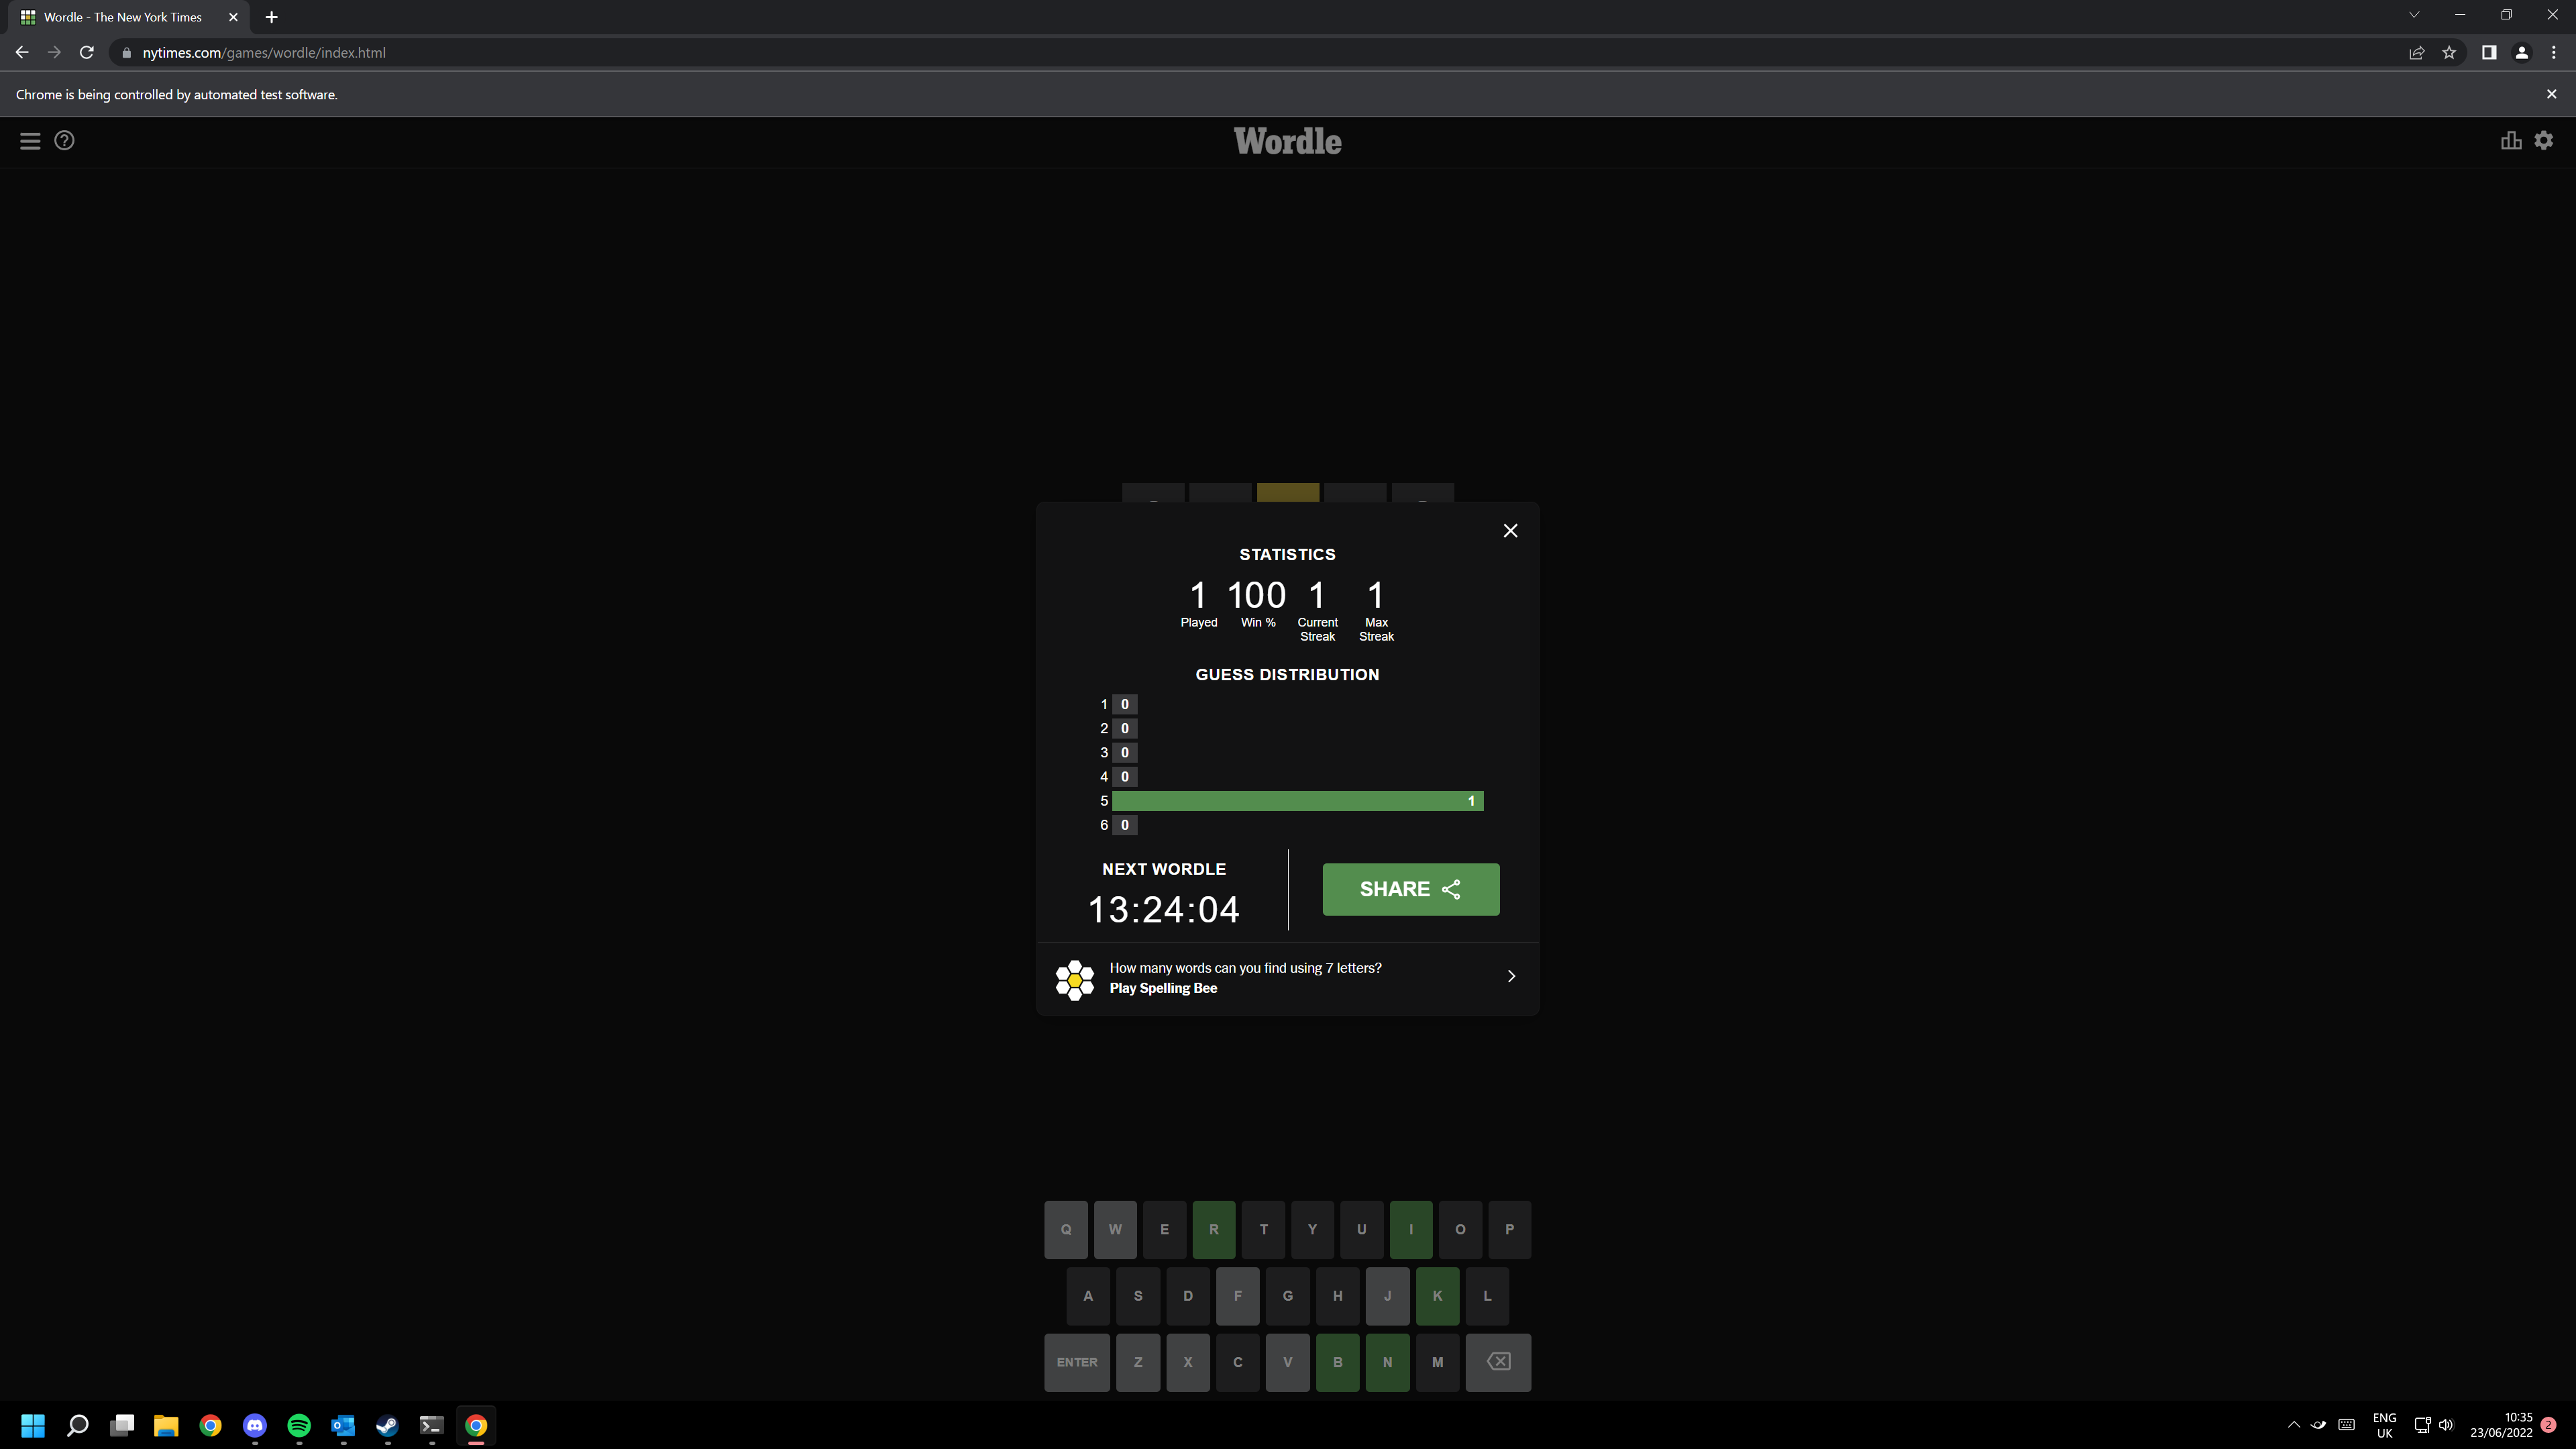 Wordle - The New York Times
nytimes.com/games/wordle/index.html
Chrome is being controlled by automated test software.
Wordle
STATISTICS
1 100 1 1
Played Win % Current Streak Max Streak
GUESS DISTRIBUTION
1 0
2 0
3 0
4 0
5 1
6 0
NEXT WORDLE
13:24:04
SHARE
How many words can you find using 7 letters?
Play Spelling Bee
Q W E R T Y U I O P
A S D F G H J K L
ENTER Z X C V B N M
ENG
UK
10:35
23/06/2022
2